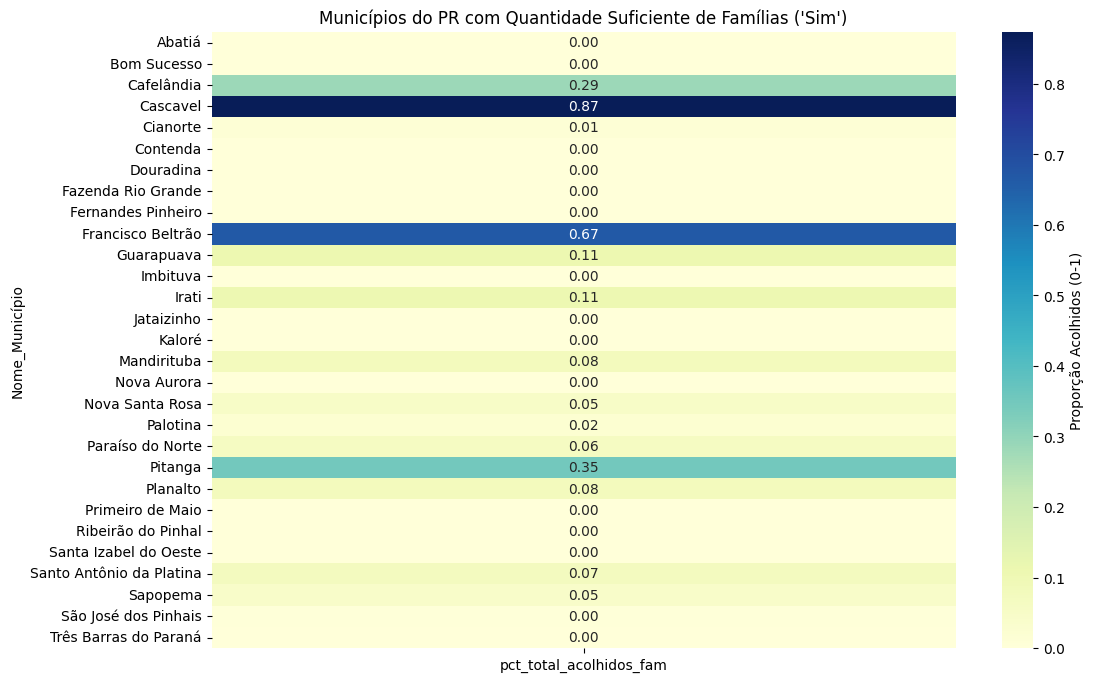 Municípios do PR com Quantidade Suficiente de Famílias ('Sim')
Nome_Município
Abatiá 0.00
Bom Sucesso 0.00
Cafelândia 0.29
Cascavel 0.87
Cianorte 0.01
Contenda 0.00
Douradina 0.00
Fazenda Rio Grande 0.00
Fernandes Pinheiro 0.00
Francisco Beltrão 0.67
Guarapuava 0.11
Imbituva 0.00
Irati 0.11
Jataizinho 0.00
Kaloré 0.00
Mandirituba 0.08
Nova Aurora 0.00
Nova Santa Rosa 0.05
Palotina 0.02
Paraíso do Norte 0.06
Pitanga 0.35
Planalto 0.08
Primeiro de Maio 0.00
Ribeirão do Pinhal 0.00
Santa Izabel do Oeste 0.00
Santo Antônio da Platina 0.07
Sapopema 0.05
São José dos Pinhais 0.00
Três Barras do Paraná 0.00
pct_total_acolhidos_fam
0.8
0.7
0.6
0.5
0.4
0.3
0.2
0.1
0.0
Proporção Acolhidos (0-1)